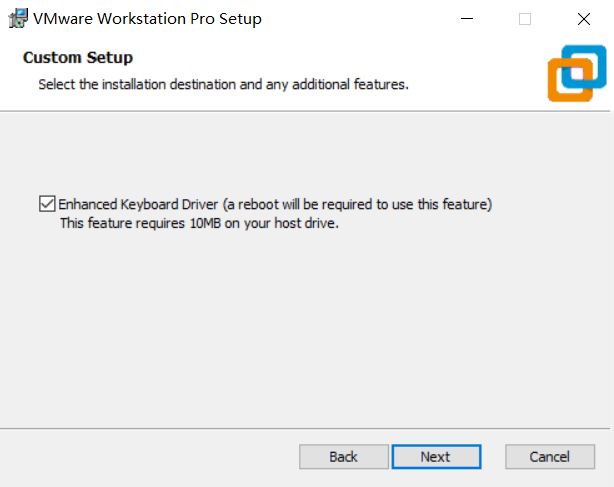 VMware Workstation Pro Setup
Custom Setup
Select the installation destination and any additional features.
Enhanced Keyboard Driver (a reboot will be required to use this feature)
This feature requires 10MB on your host drive.
Back
Next
Cancel